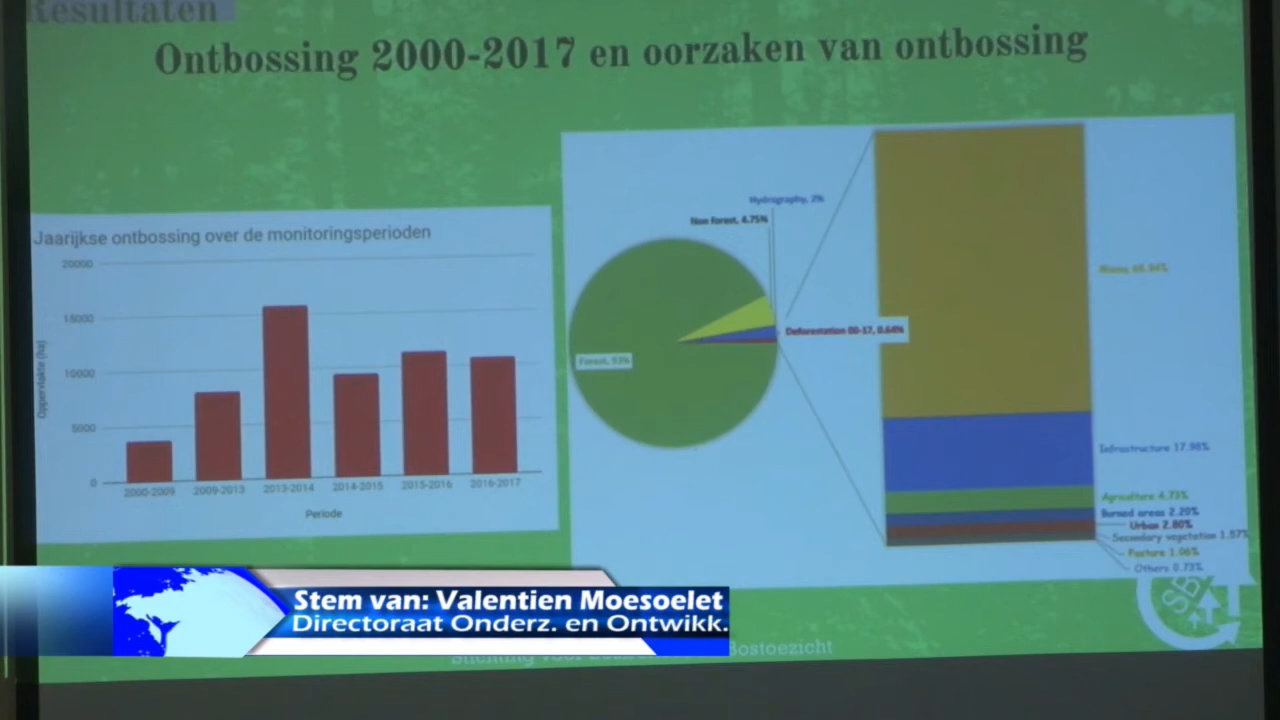 Resultaten
Ontbossing 2000-2017 en oorzaken van ontbossing
Jaarijkse ontbossing over de monitoringsperioden
20000
15000
10000
5000
0
Oppervlakte (ha)
2000-2009 2009-2013 2013-2014 2014-2015 2015-2016 2016-2017
Periode
Hydrography, 2%
Non forest, 4.75%
Deforestation 00-17, 0.64%
Forest, 93%
Infrastructure 17.98%
Agriculture 4.73%
Burned areas 2.20%
Urban 2.80%
Secondary vegetation 1.57%
Pasture 1.06%
Others 0.73%
SB
Stem van: Valentien Moesoelet
Directoraat Onderz. en Ontwikk.
Stichting voor Bostoezicht